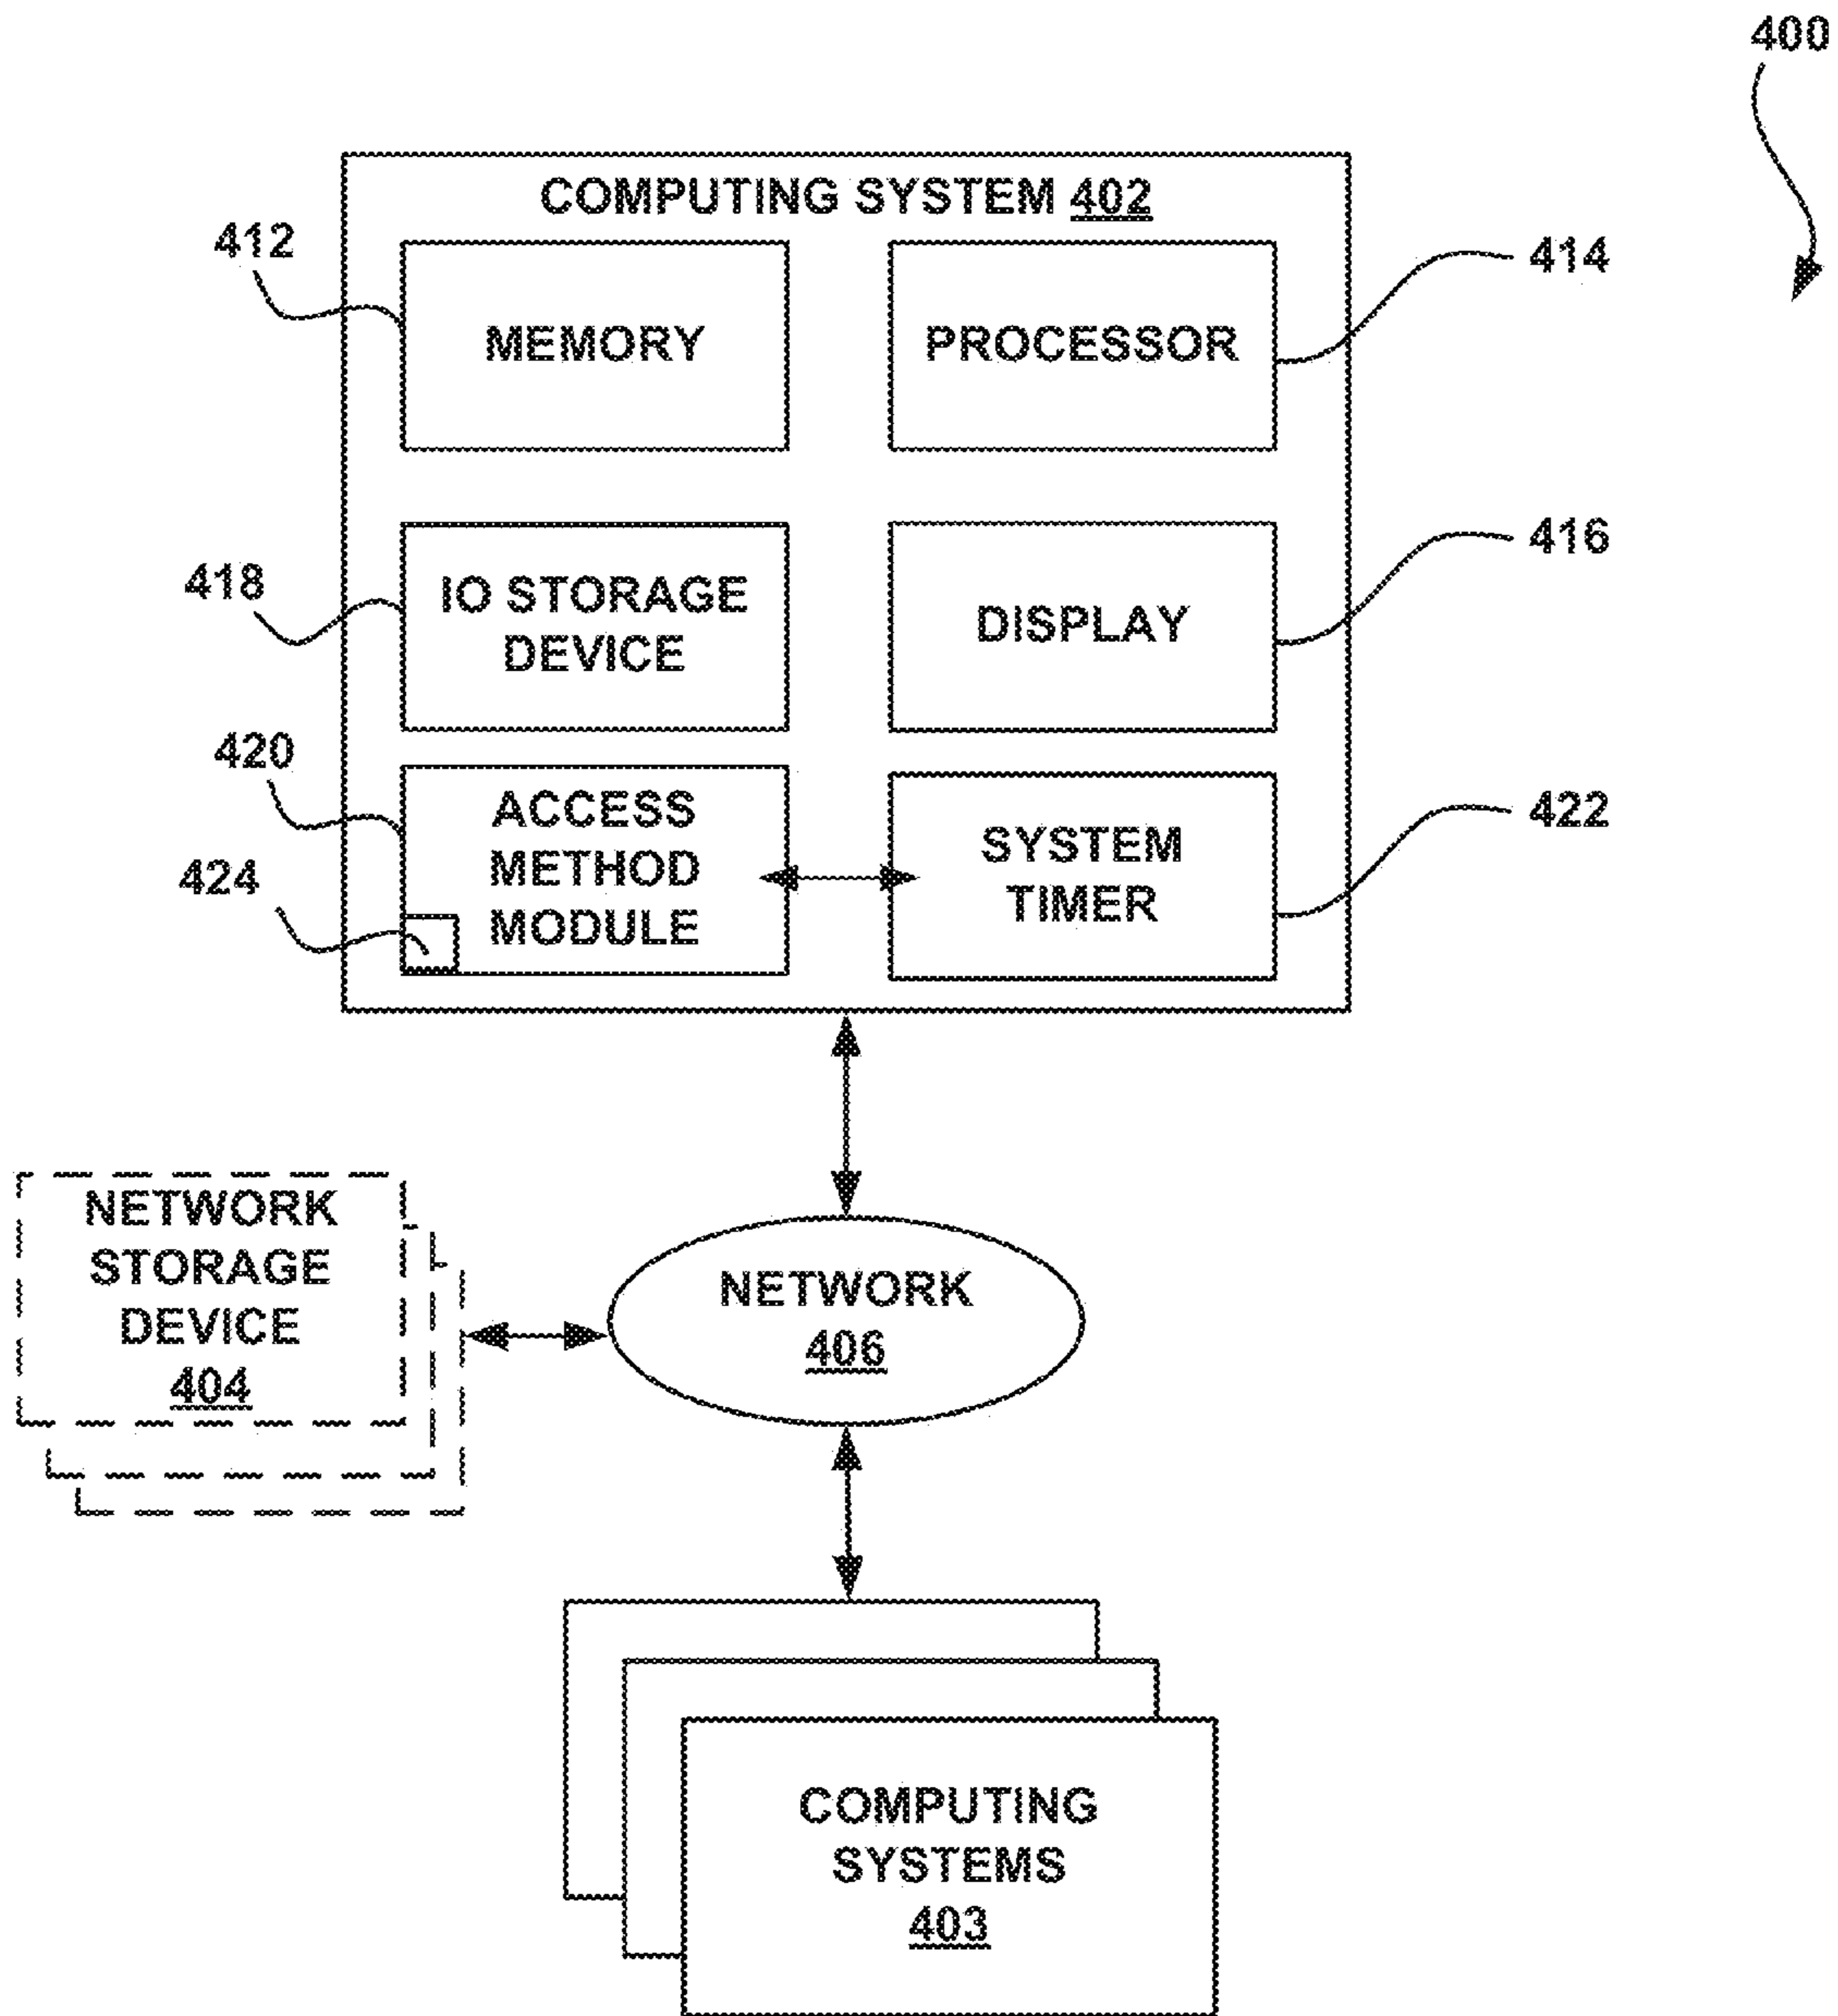 400
COMPUTING SYSTEM 402
412
MEMORY
PROCESSOR
414
418
IO STORAGE
DEVICE
DISPLAY
416
420
424
ACCESS
METHOD
MODULE
SYSTEM
TIMER
422
NETWORK
STORAGE
DEVICE
404
NETWORK
406
COMPUTING
SYSTEMS
403